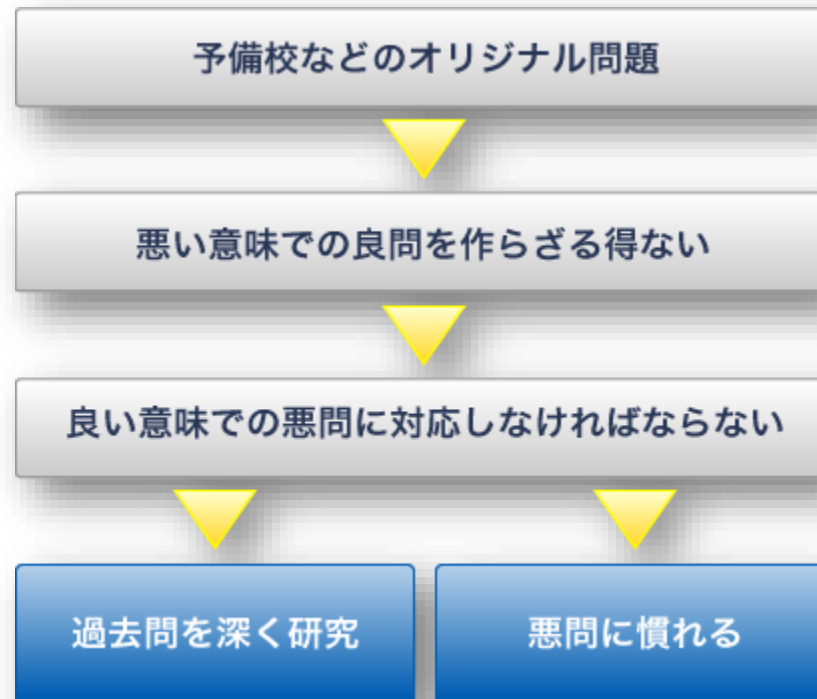 予備校などのオリジナル問題
悪い意味での良問を作らざる得ない
良い意味での悪問に対応しなければならない
過去問を深く研究
悪問に慣れる